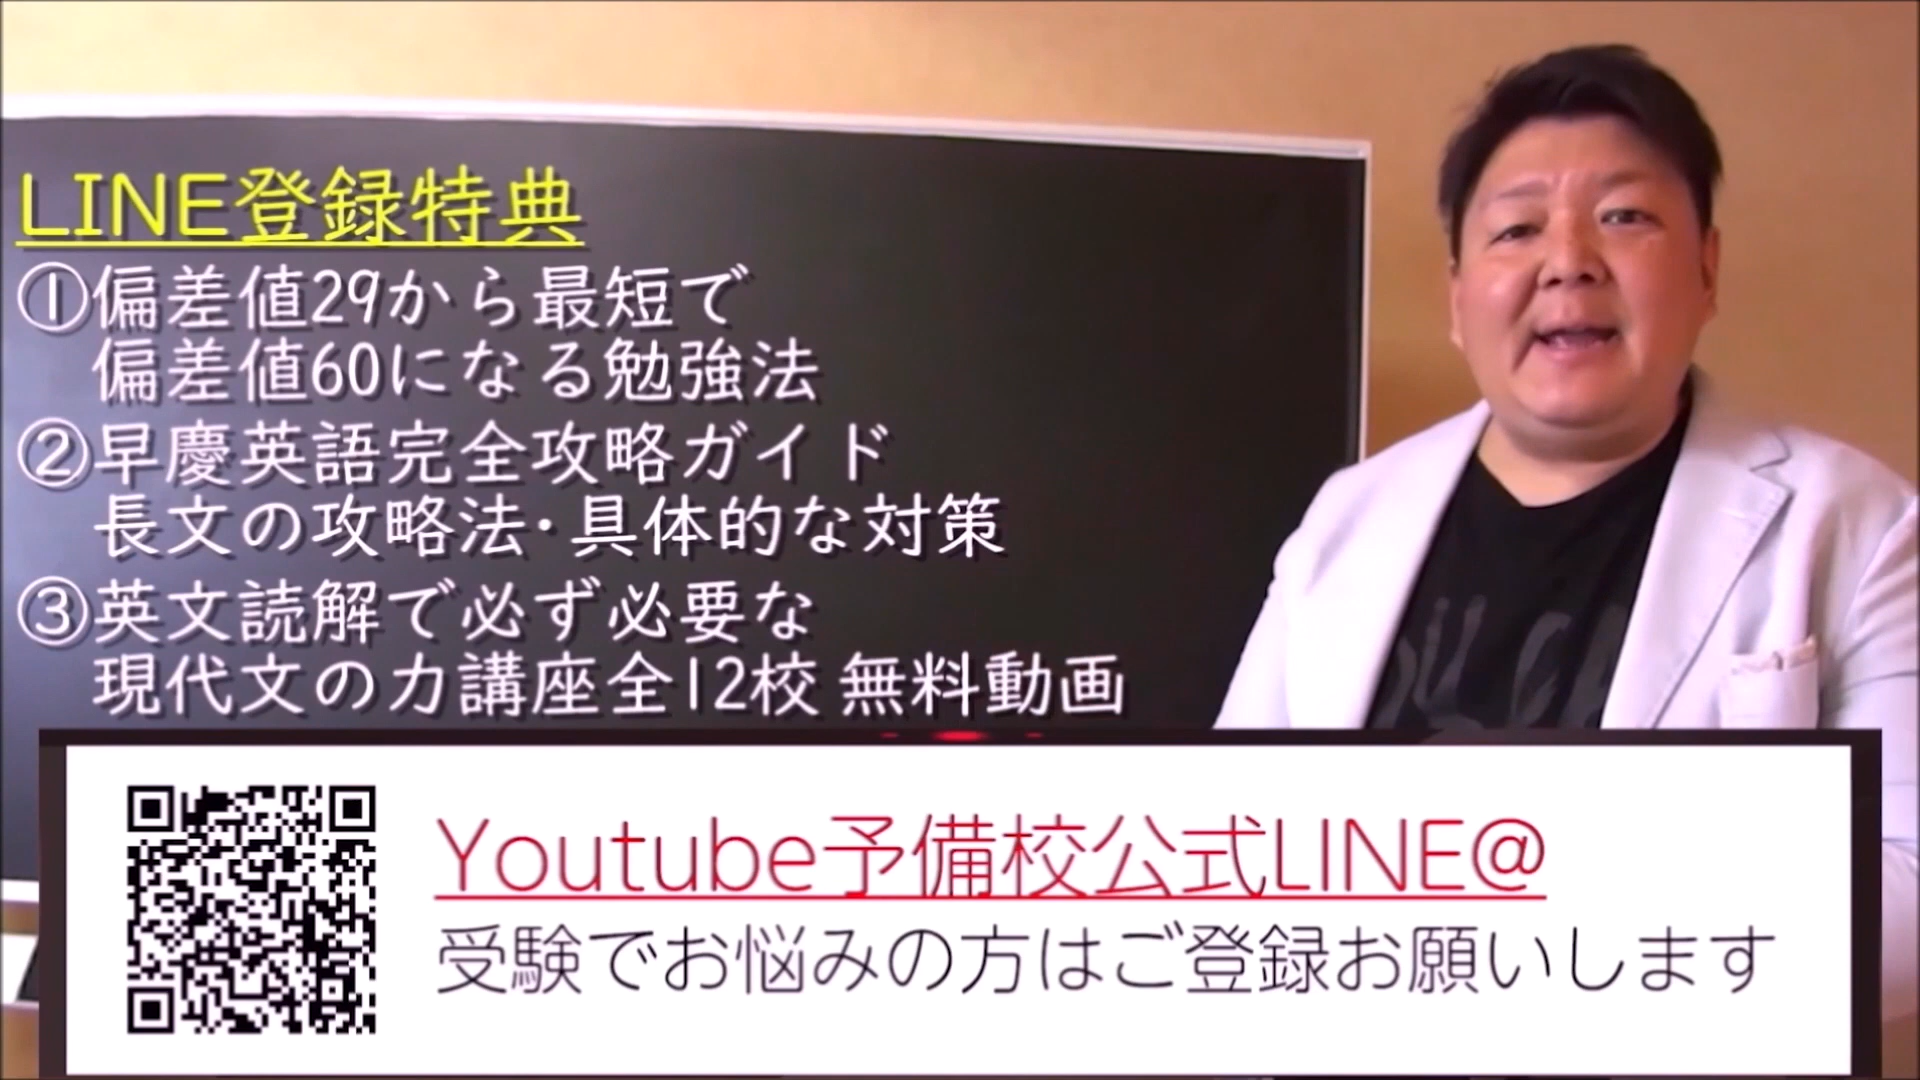 LINE登録特典
①偏差値29から最短で
偏差値60になる勉強法
②早慶英語完全攻略ガイド
長文の攻略法・具体的な対策
③英文読解で必ず必要な
現代文の力講座全12校 無料動画
Youtube予備校公式LINE@
受験でお悩みの方はご登録お願いします